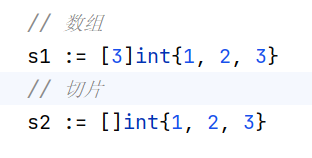 // 数组
s1 := [3]int{1, 2, 3}
// 切片
s2 := []int{1, 2, 3}